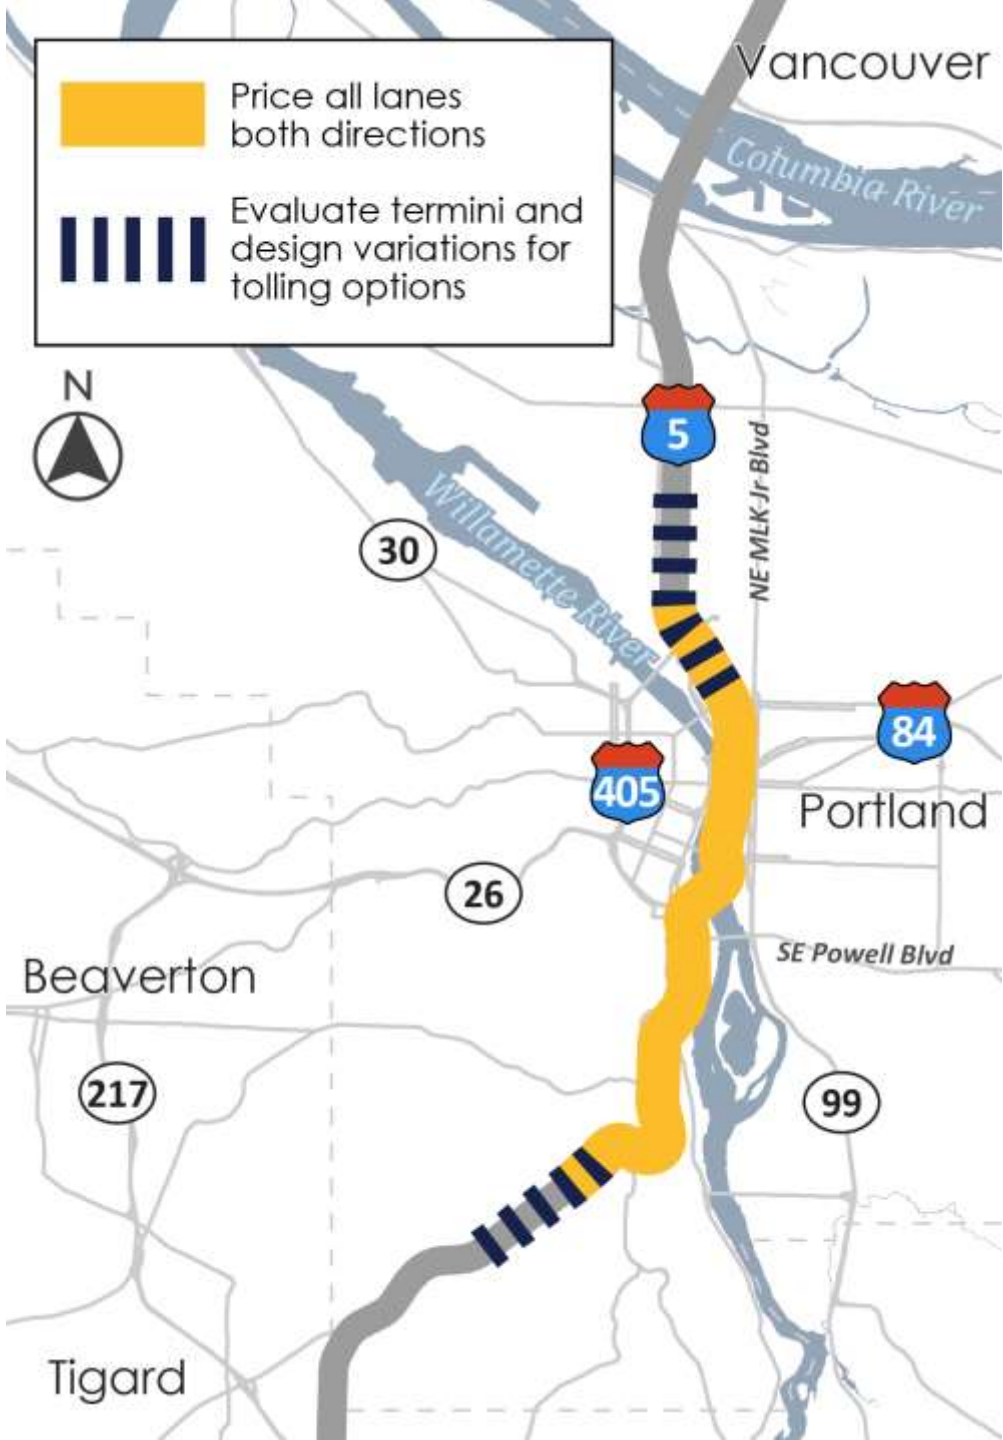 Price all lanes
both directions
Evaluate termini and
design variations for
tolling options
Vancouver
Columbia River
N
5
NE MLK Jr Blvd
Willamette River
30
84
405
Portland
26
SE Powell Blvd
Beaverton
217
99
Tigard